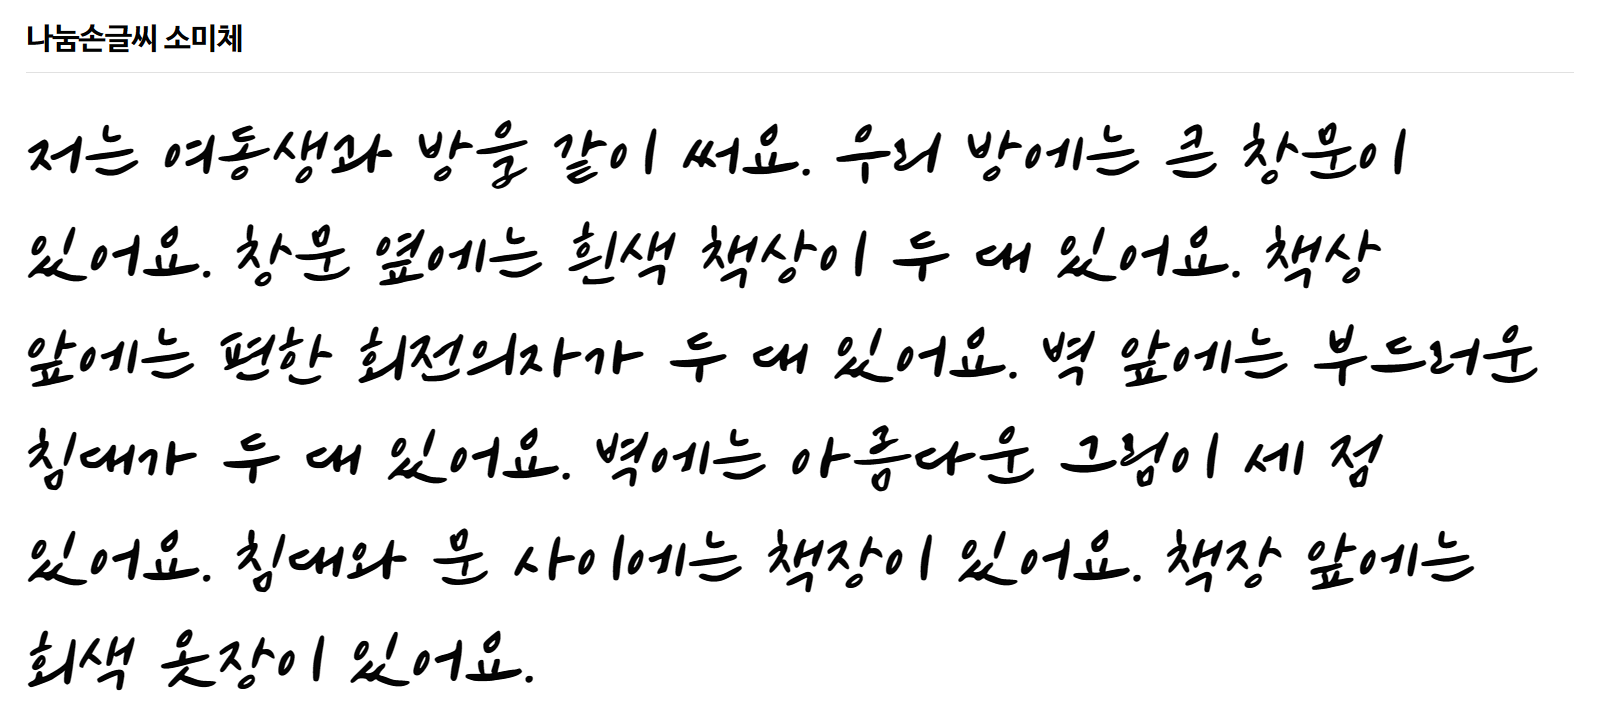 나눔손글씨 소미체
저는 여동생과 방을 같이 써요. 우리 방에는 큰 창문이
있어요. 창문 옆에는 흰색 책상이 두 대 있어요. 책상
앞에는 편한 회전의자가 두 대 있어요. 벽 앞에는 부드러운
침대가 두 대 있어요. 벽에는 아름다운 그림이 세 점
있어요. 침대와 문 사이에는 책장이 있어요. 책장 앞에는
회색 옷장이 있어요.